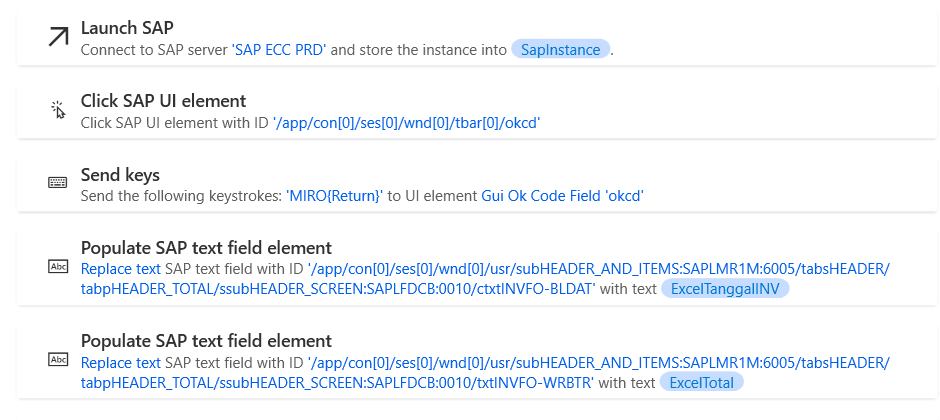 Launch SAP
Connect to SAP server 'SAP ECC PRD' and store the instance into SapInstance .
Click SAP UI element
Click SAP UI element with ID '/app/con[0]/ses[0]/wnd[0]/tbar[0]/okcd'
Send keys
Send the following keystrokes: 'MIRO{Return}' to UI element Gui Ok Code Field 'okcd'
Populate SAP text field element
Abc
Replace text SAP text field with ID '/app/con[0]/ses[0]/wnd[0]/usr/subHEADER_AND_ITEMS:SAPLMR1M:6005/tabsHEADER/
tabpHEADER_TOTAL/ssubHEADER_SCREEN:SAPLFDCB:0010/ctxtINVFO-BLDAT' with text ExcelTanggalINV
Populate SAP text field element
Abc
Replace text SAP text field with ID '/app/con[0]/ses[0]/wnd[0]/usr/subHEADER_AND_ITEMS:SAPLMR1M:6005/tabsHEADER/
tabpHEADER_TOTAL/ssubHEADER_SCREEN:SAPLFDCB:0010/txtINVFO-WRBTR' with text ExcelTotal